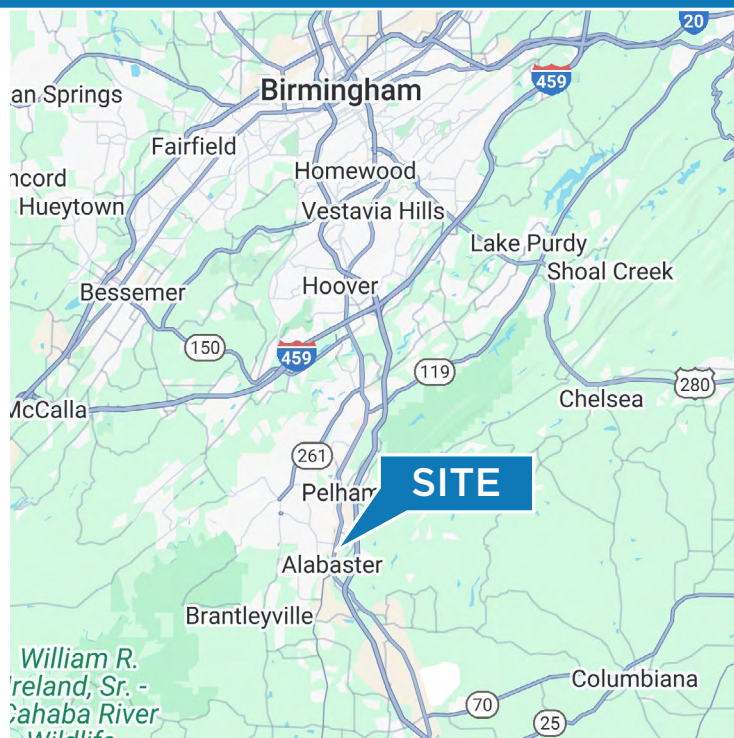 20
459
Birmingham
an Springs
Fairfield
ncord
Homewood
Hueytown
Vestavia Hills
Lake Purdy
Shoal Creek
Bessemer
Hoover
150
459
119
280
McCalla
Chelsea
261
SITE
Pelham
Alabaster
Brantleyville
William R.
Ireland, Sr. -
Cahaba River
Wildlife
Columbiana
70
25